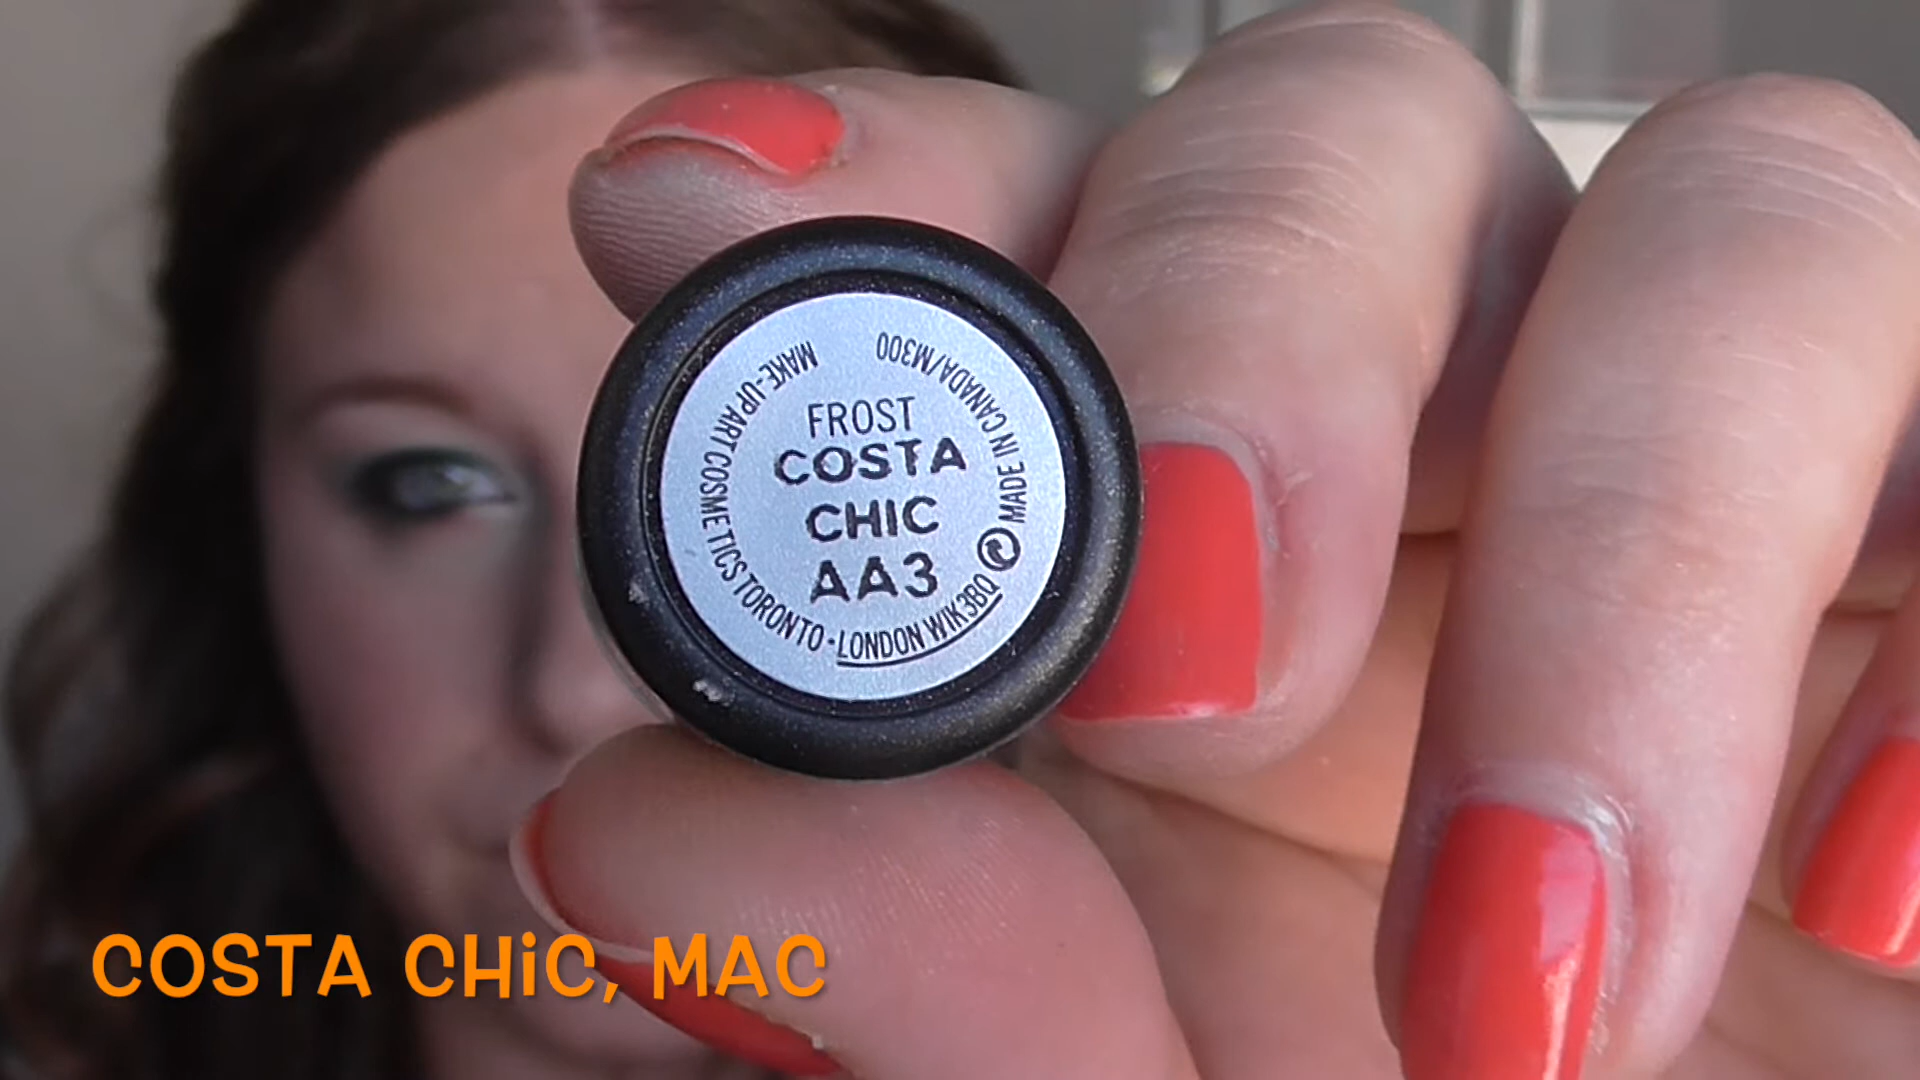 FROST
COSTA
CHIC
AA3
MAKE-UP ART COSMETICS TORONTO · LONDON W1K3BQ
MADE IN CANADA/M300
COSTA CHiC, MAC